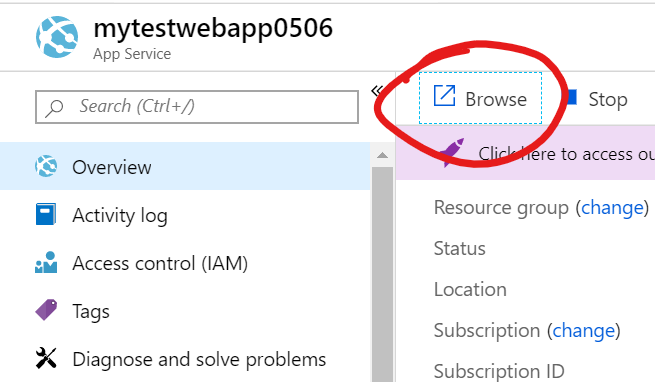 mytestwebapp0506
App Service
Search (Ctrl+/)
Overview
Activity log
Access control (IAM)
Tags
Diagnose and solve problems
Browse
Stop
Click here to access ou
Resource group (change)
Status
Location
Subscription (change)
Subscription ID